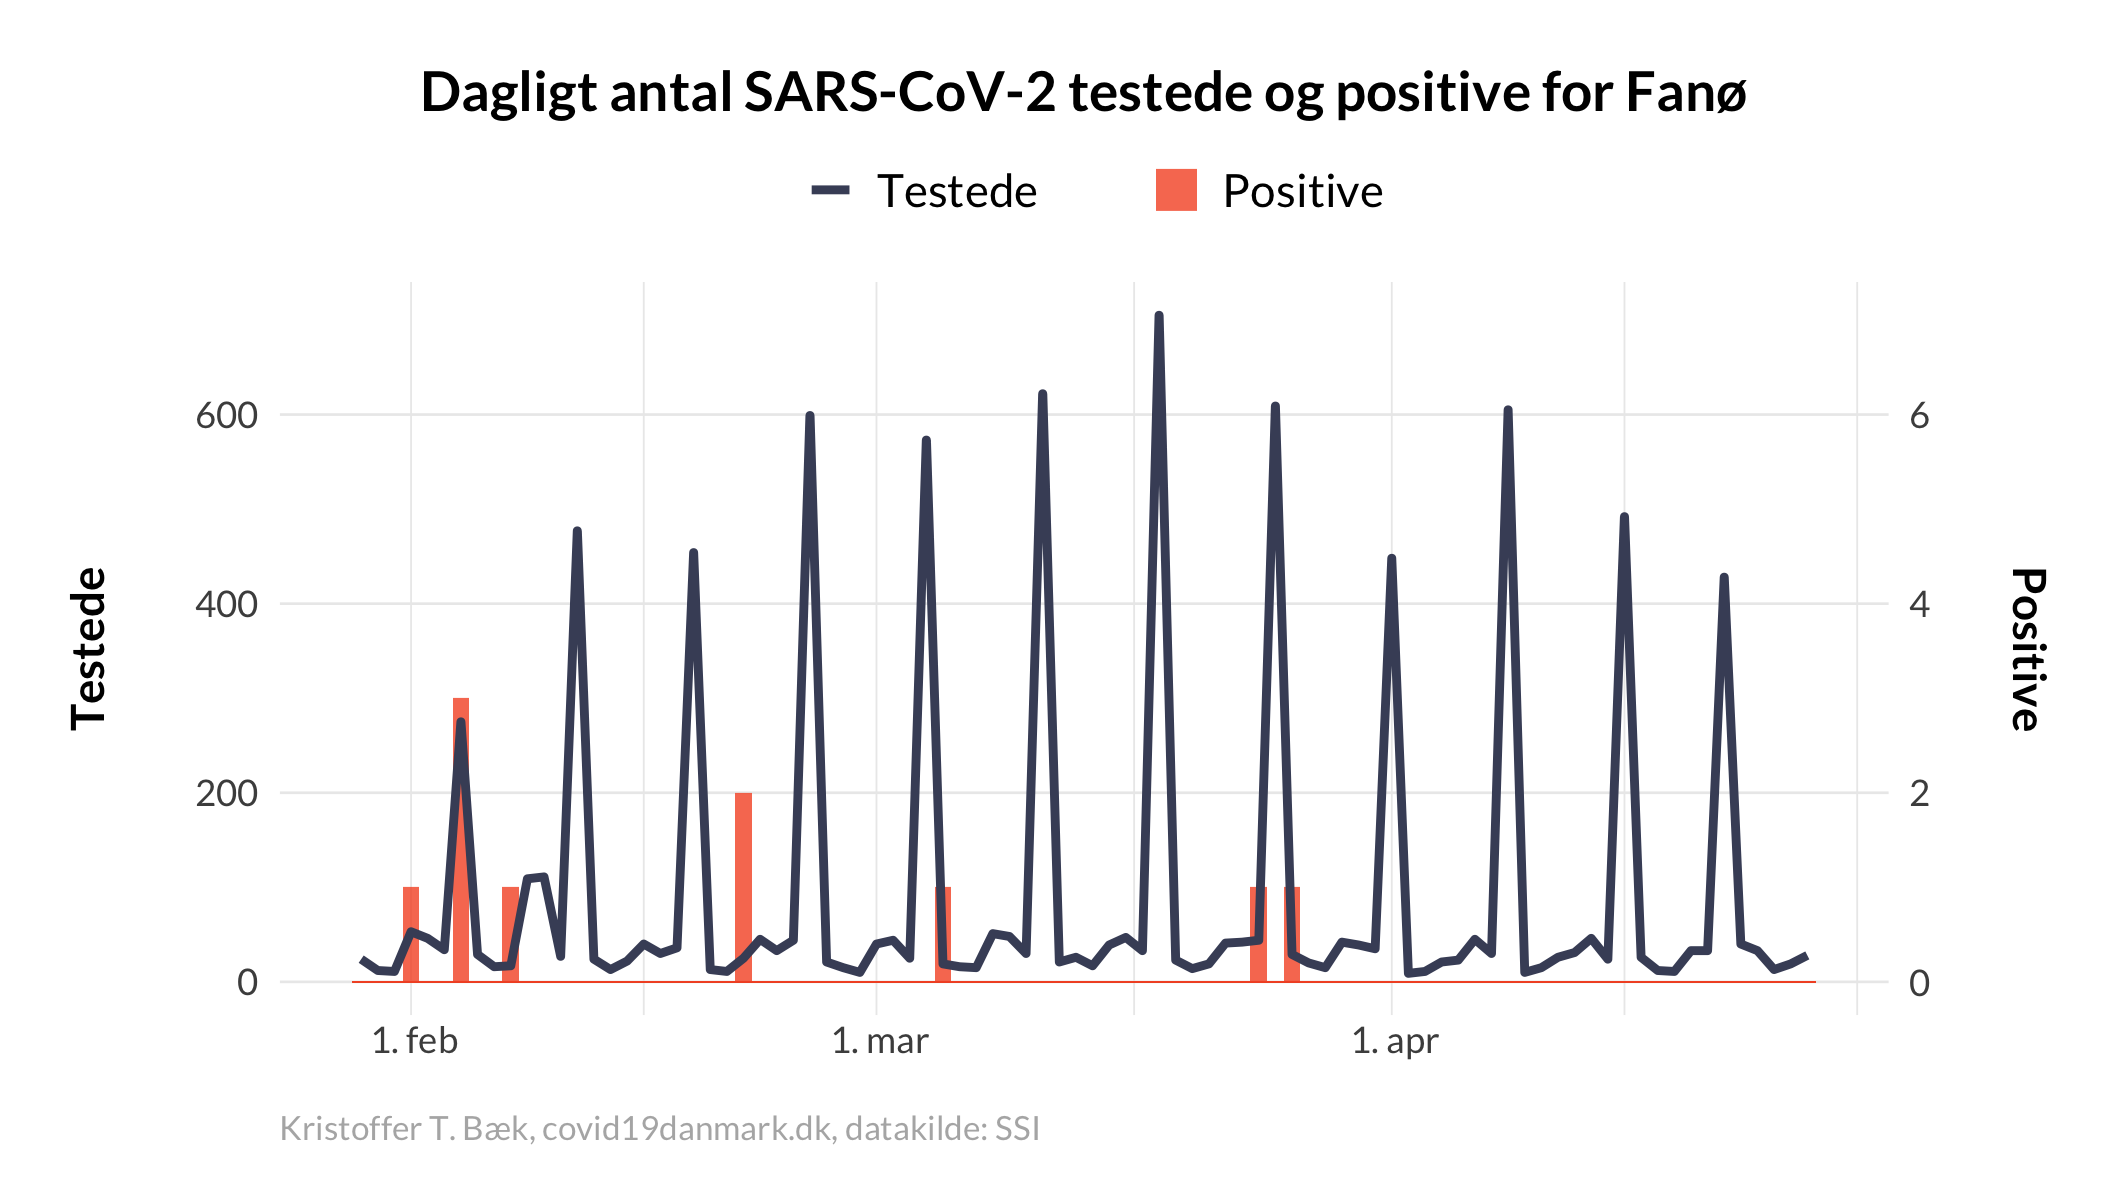 Dagligt antal SARS-CoV-2 testede og positive for Fanø
Testede Positive
600 6
400 4
200 2
0 0
Testede
Positive
1. feb 1. mar 1. apr
Kristoffer T. Bæk, covid19danmark.dk, datakilde: SSI